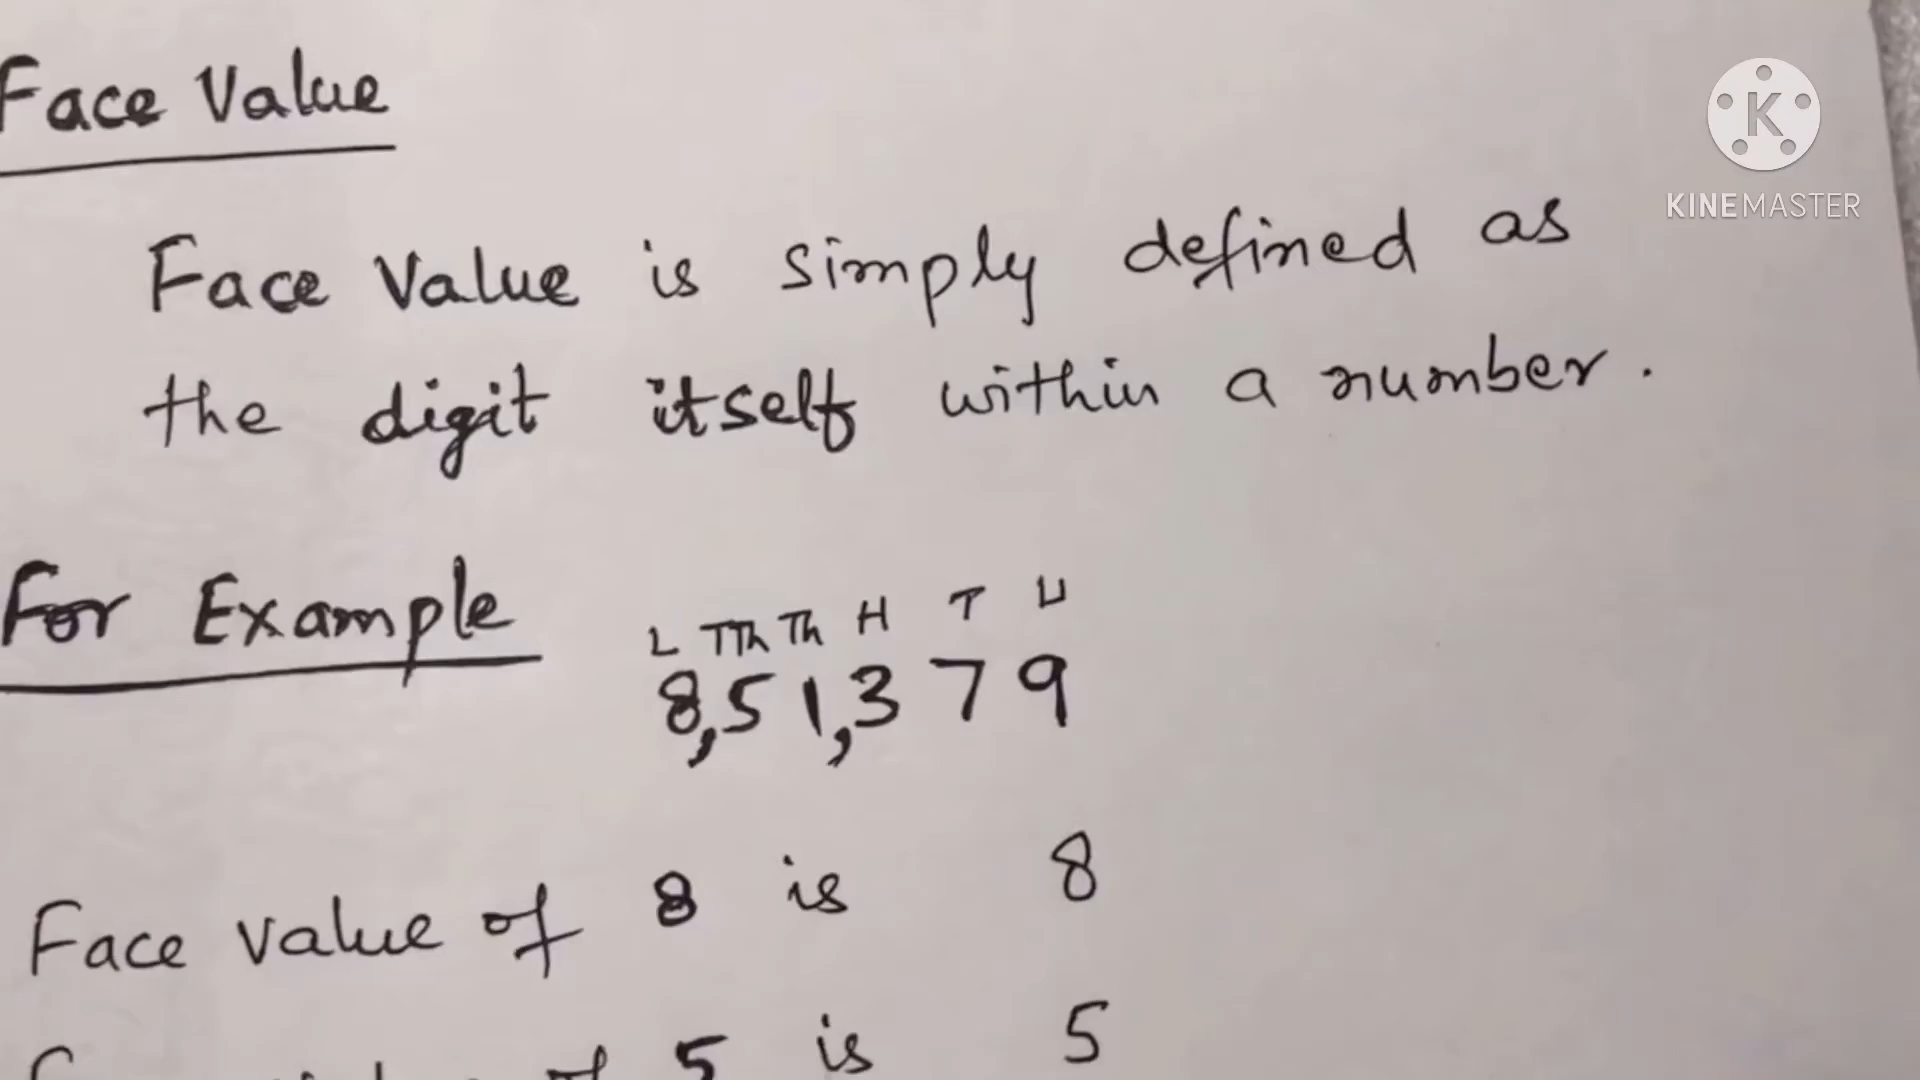 Face Value
KINEMASTER
Face Value is simply defined as
the digit itself within a number.
For Example
L TTh Th H T U
8,51,379
Face value of 8 is 8
of 5 is 5